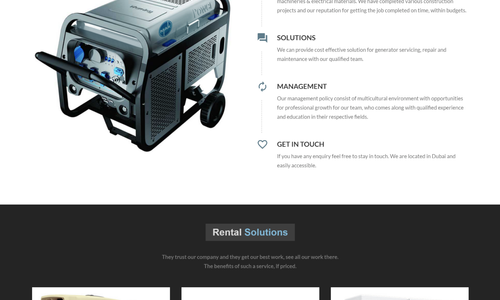 machineries & electrical materials. We have completed various construction
projects and our reputation for getting the job completed on time, within budgets.
SOLUTIONS
We can provide cost effective solution for generator servicing, repair and
maintenance with our qualified team.
MANAGEMENT
Our management policy consist of multicultural environment with opportunities
for professional growth for our team, who comes along with qualified experience
and education in their respective fields.
GET IN TOUCH
If you have any enquiry feel free to stay in touch. We are located in Dubai and
easily accessible.
Rental Solutions
They trust our company and they get our best work, see all our work there.
The benefits of such a service. If priced.